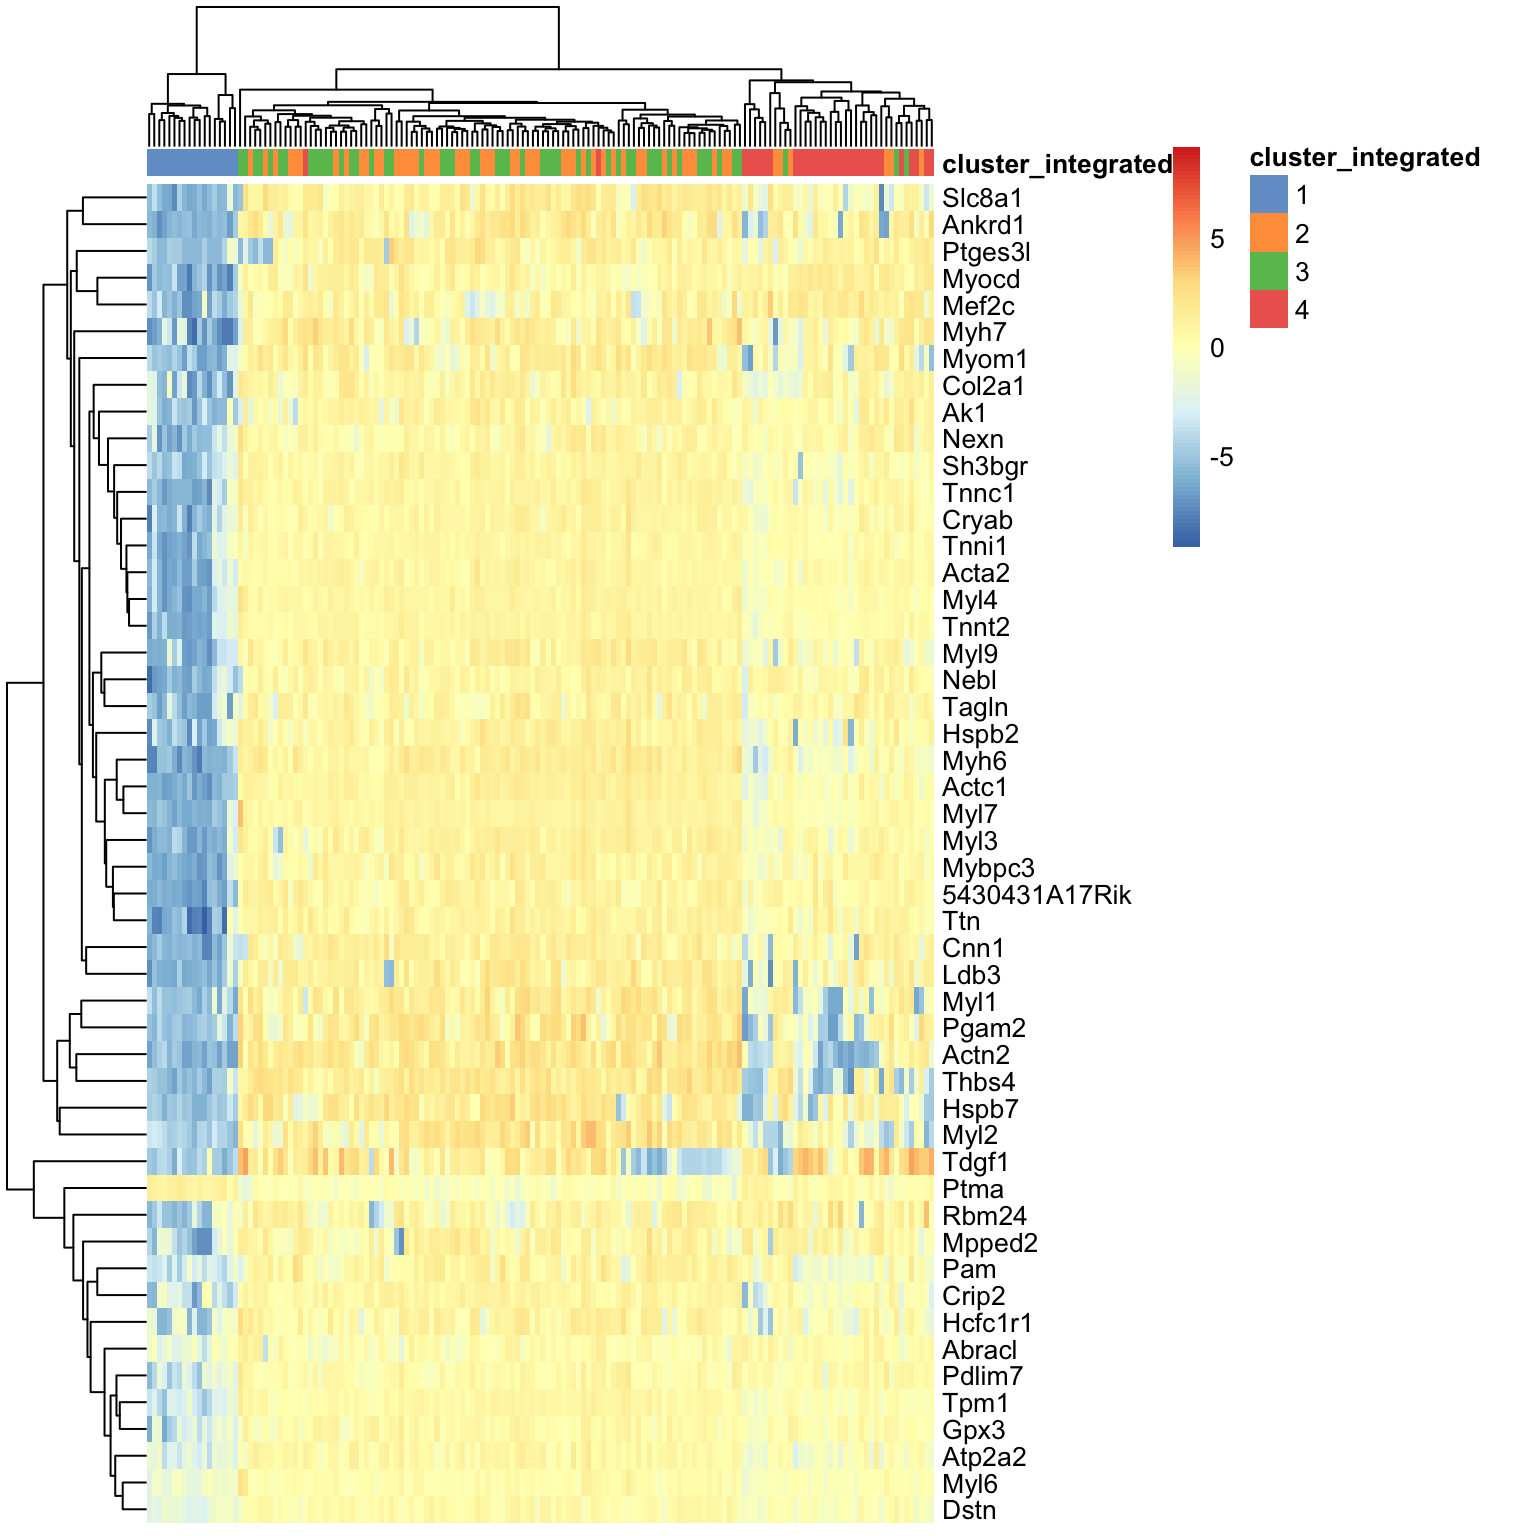 cluster_integrated
cluster_integrated
1
2
3
4
5
0
-5
Slc8a1
Ankrd1
Ptges3l
Myocd
Mef2c
Myh7
Myom1
Col2a1
Ak1
Nexn
Sh3bgr
Tnnc1
Cryab
Tnni1
Acta2
Myl4
Tnnt2
Myl9
Nebl
Tagln
Hspb2
Myh6
Actc1
Myl7
Myl3
Mybpc3
5430431A17Rik
Ttn
Cnn1
Ldb3
Myl1
Pgam2
Actn2
Thbs4
Hspb7
Myl2
Tdgf1
Ptma
Rbm24
Mpped2
Pam
Crip2
Hcfc1r1
Abracl
Pdlim7
Tpm1
Gpx3
Atp2a2
Myl6
Dstn